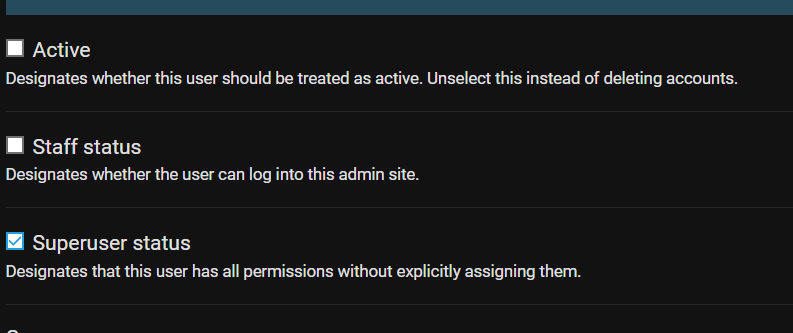 Active
Designates whether this user should be treated as active. Unselect this instead of deleting accounts.
Staff status
Designates whether the user can log into this admin site.
Superuser status
Designates that this user has all permissions without explicitly assigning them.